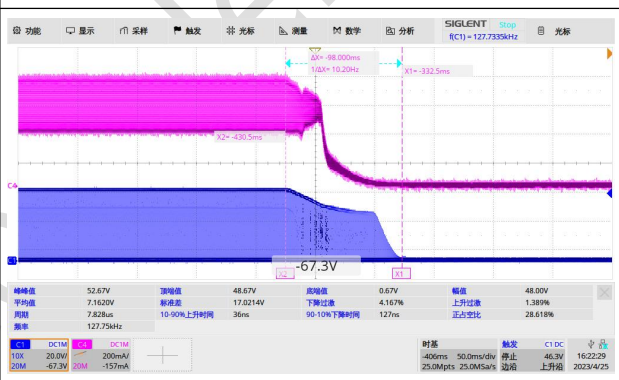 功能 显示 采样 触发 光标 测量 数学 分析 SIGLENT Stop 光标
f(C1) = 127.7335kHz
ΔX= -98.000ms
1/ΔX= 10.20Hz
X1= -332.5ms
X2= -430.5ms
C4
C1
-67.3V
X2 X1
峰峰值 52.67V 顶端值 48.67V 底端值 0.67V 幅值 48.00V
平均值 7.1620V 标准差 17.0214V 下降过激 4.167% 上升过激 1.389%
周期 7.828us 10-90%上升时间 36ns 90-10%下降时间 127ns 正占空比 28.618%
频率 127.75kHz
C1 DC1M C4 DC1M 时基 触发 C1 DC
10X 20.0V/ 200mA/ -406ms 50.0ms/div 停止 46.3V 16:22:29
20M -67.3V 20M -157mA 25.0Mpts 25.0MSa/s 边沿 上升沿 2023/4/25